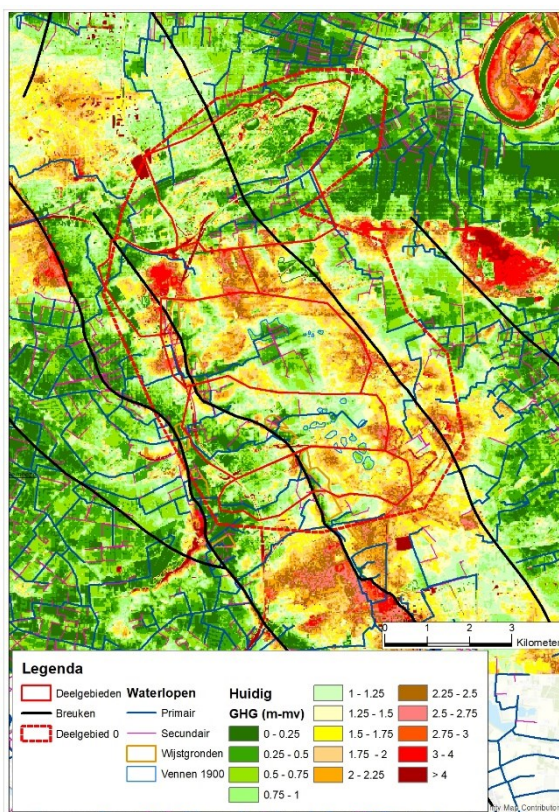 0 1 2 3
Kilometer
Legenda
Deelgebieden
Breuken
Deelgebied 0
Waterlopen
Primair
Secundair
Wijstgronden
Vennen 1900
Huidig
GHG (m-mv)
0 - 0.25
0.25 - 0.5
0.5 - 0.75
0.75 - 1
1 - 1.25
1.25 - 1.5
1.5 - 1.75
1.75 - 2
2 - 2.25
2.25 - 2.5
2.5 - 2.75
2.75 - 3
3 - 4
> 4
Contributor